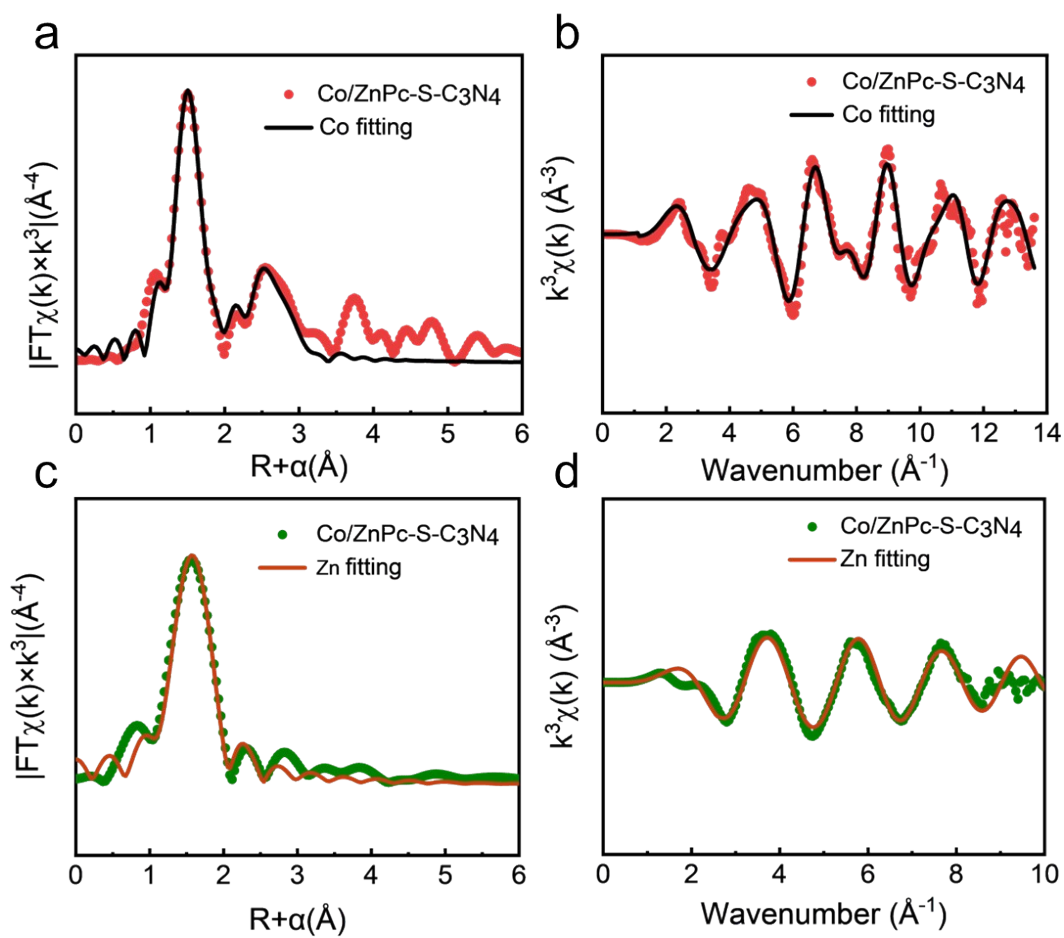 a
Co/ZnPc-S-C₃N₄
Co fitting
|FTχ(k)×k³|(Å⁻⁴)
0 1 2 3 4 5 6
R+α(Å)
b
Co/ZnPc-S-C₃N₄
Co fitting
k³χ(k) (Å⁻³)
0 2 4 6 8 10 12 14
Wavenumber (Å⁻¹)
c
Co/ZnPc-S-C₃N₄
Zn fitting
|FTχ(k)×k³|(Å⁻⁴)
0 1 2 3 4 5 6
R+α(Å)
d
Co/ZnPc-S-C₃N₄
Zn fitting
k³χ(k) (Å⁻³)
0 2 4 6 8 10
Wavenumber (Å⁻¹)